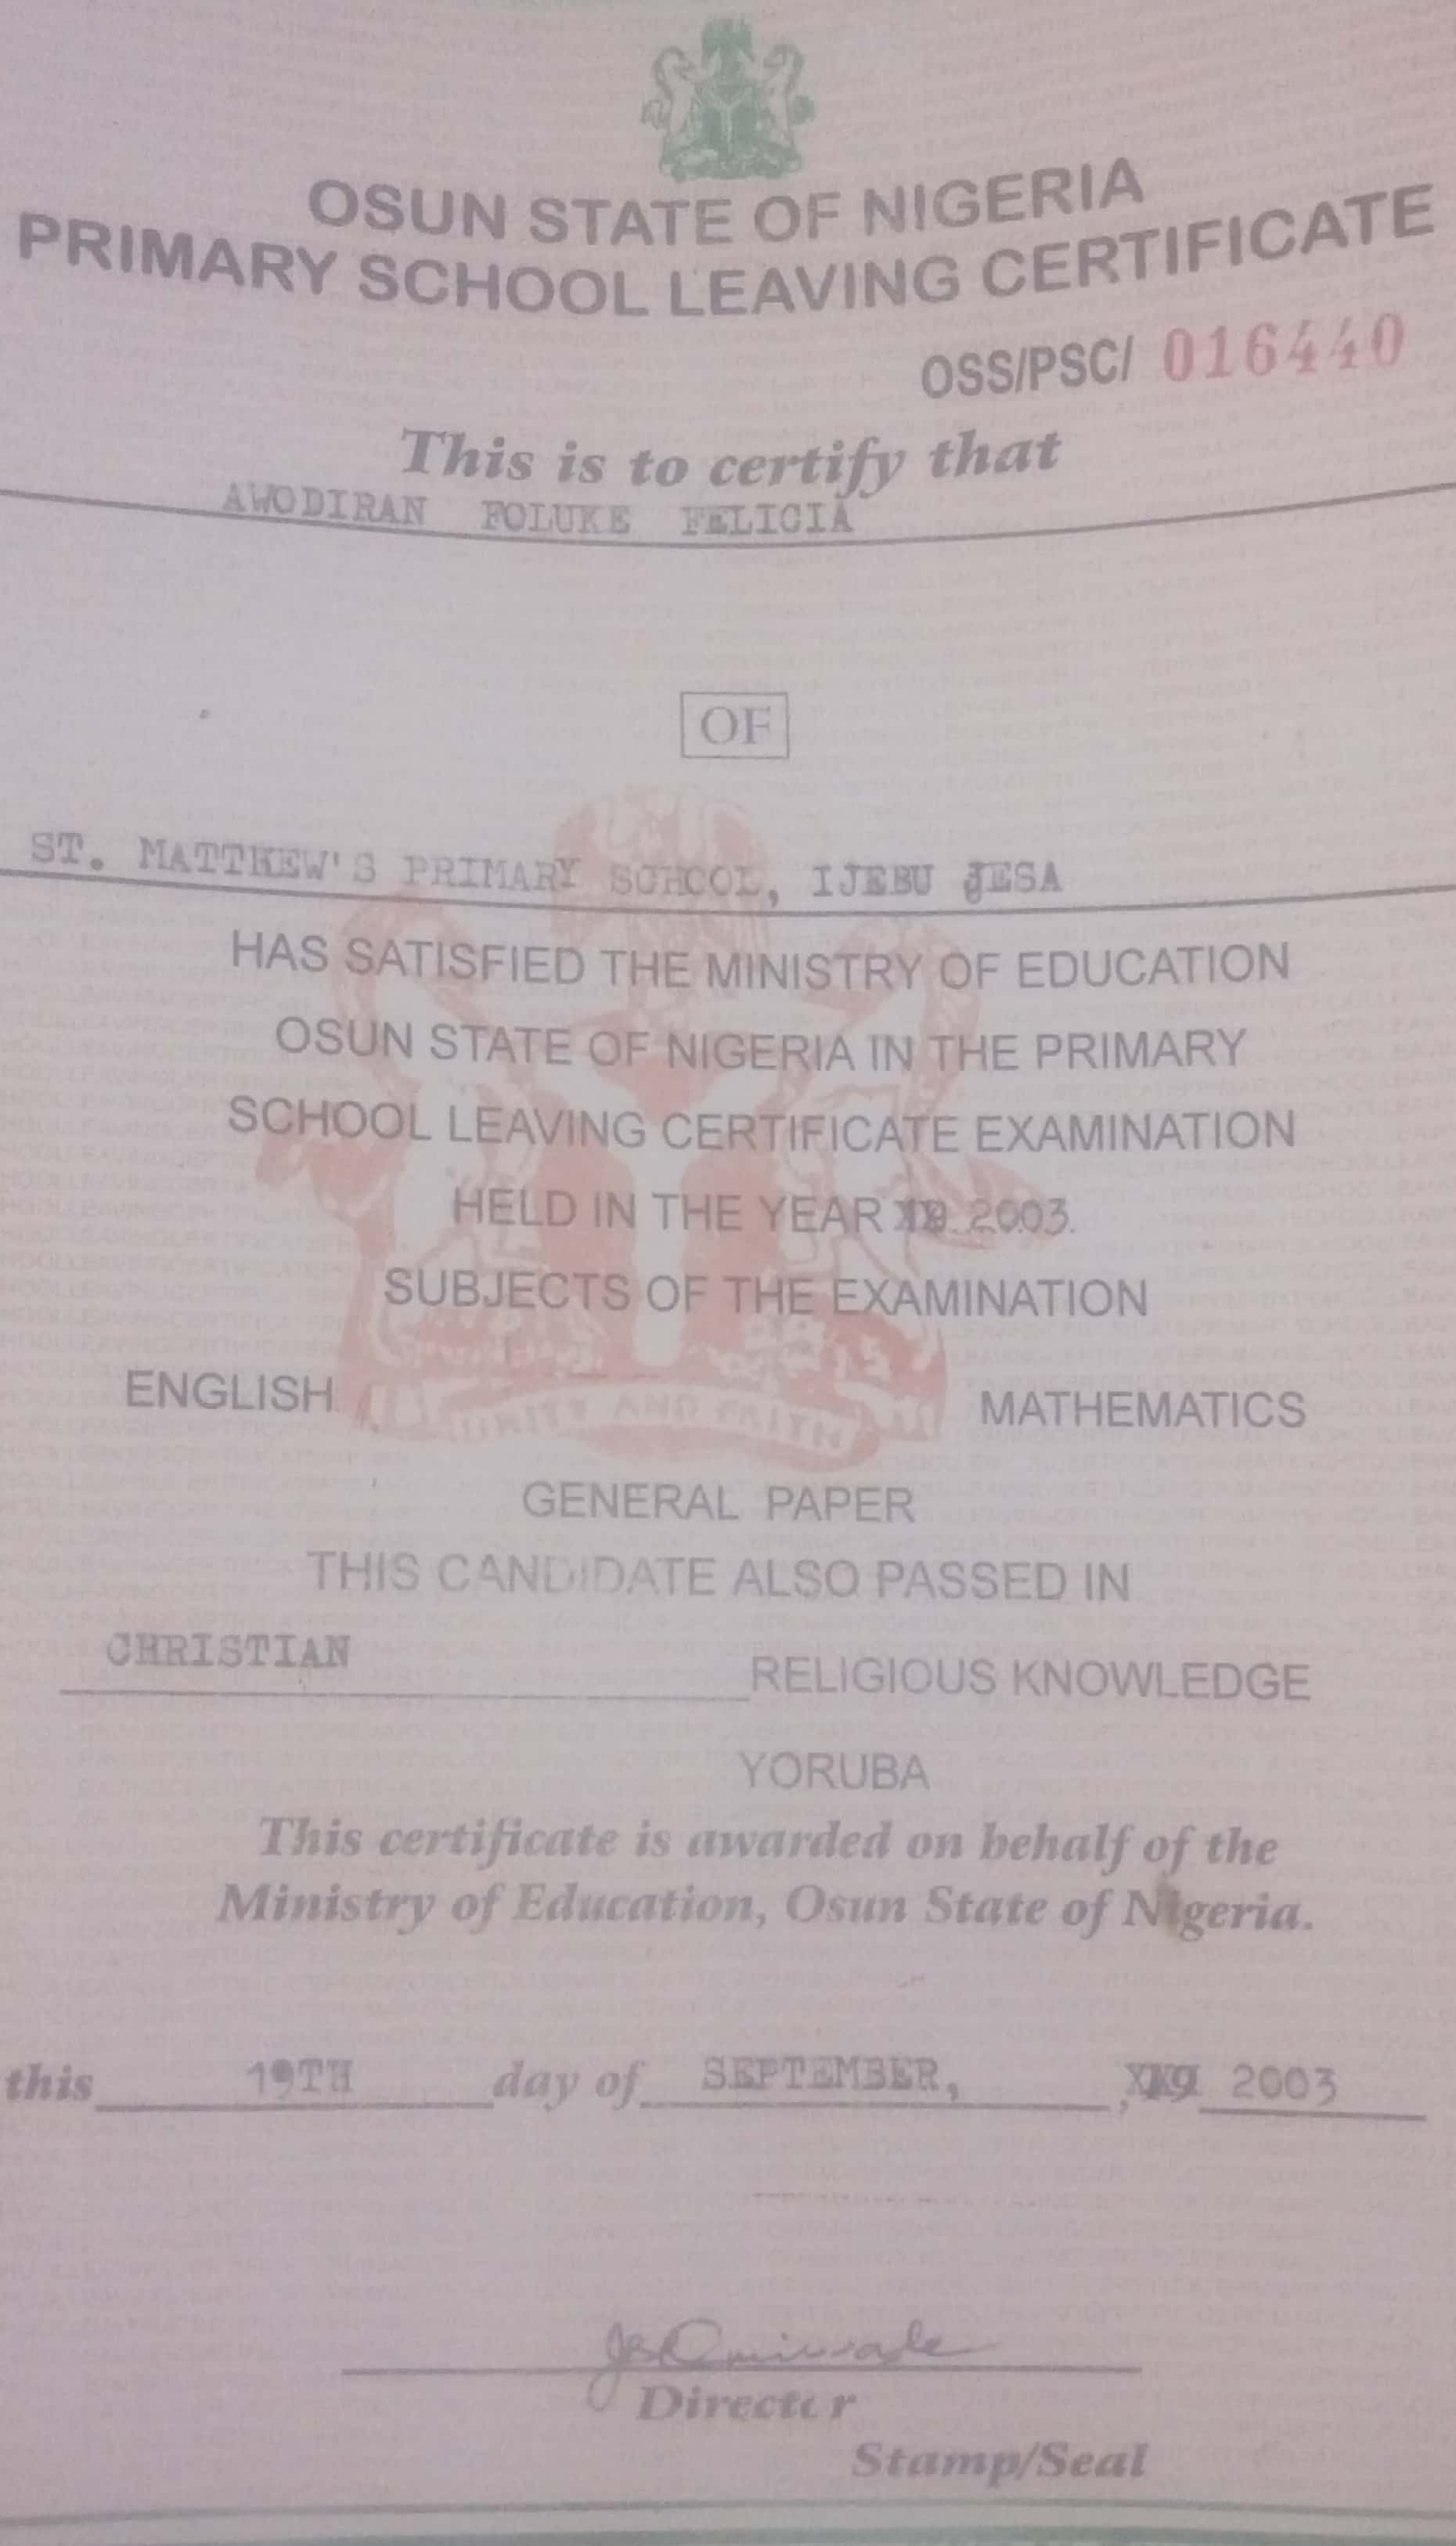 OSUN STATE OF NIGERIA
PRIMARY SCHOOL LEAVING CERTIFICATE
OSS/PSC/ 016440
This is to certify that
AWODIRAN FOLUKE FELICIA
OF
ST. MATTHEW'S PRIMARY SCHOOL, IJEBU JESA
HAS SATISFIED THE MINISTRY OF EDUCATION
OSUN STATE OF NIGERIA IN THE PRIMARY
SCHOOL LEAVING CERTIFICATE EXAMINATION
HELD IN THE YEAR 19 2003.
SUBJECTS OF THE EXAMINATION
ENGLISH MATHEMATICS
UNITY AND FAITH
GENERAL PAPER
THIS CANDIDATE ALSO PASSED IN
CHRISTIAN RELIGIOUS KNOWLEDGE
YORUBA
This certificate is awarded on behalf of the
Ministry of Education, Osun State of Nigeria.
this 19TH day of SEPTEMBER, ,19 2003
Director
Stamp/Seal